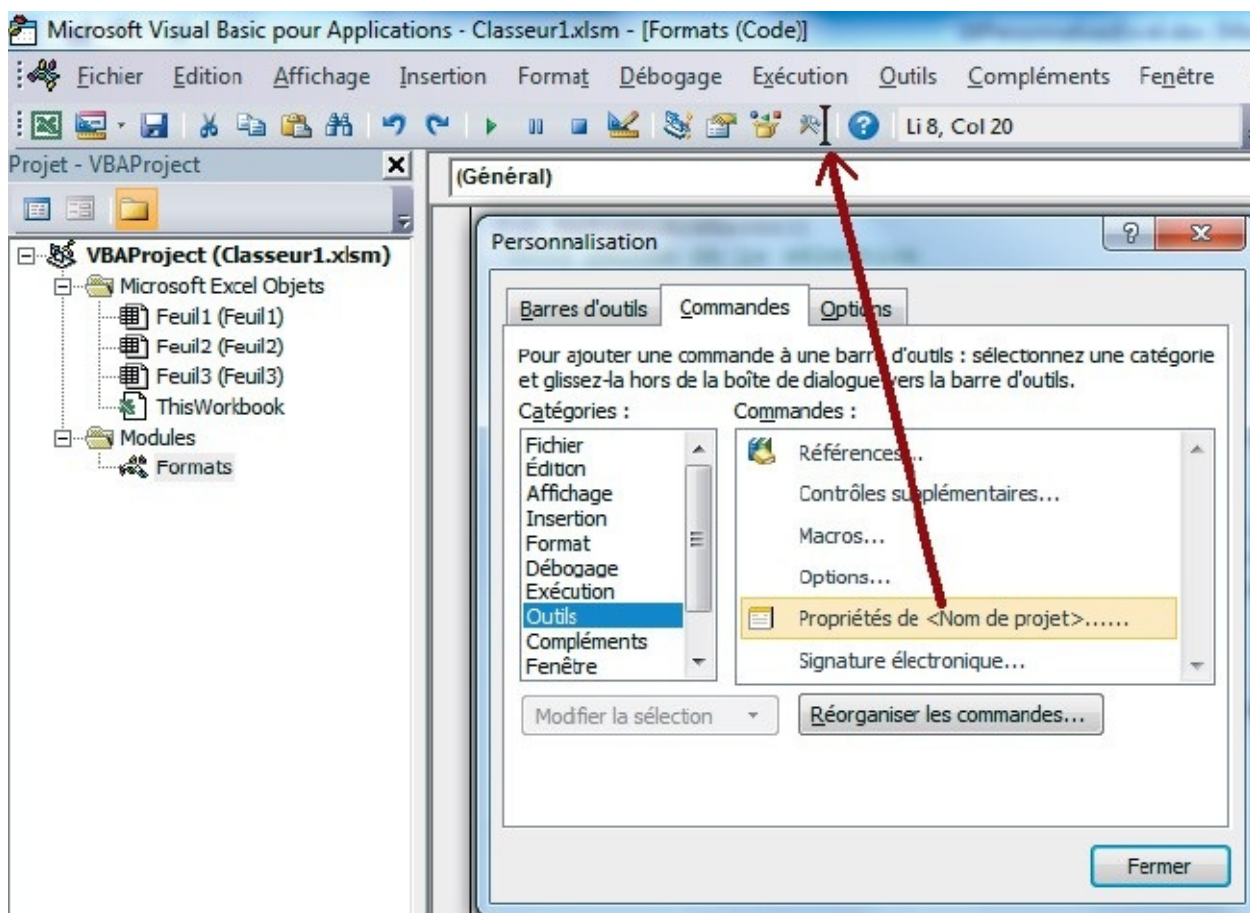 Microsoft Visual Basic pour Applications - Classeur1.xlsm - [Formats (Code)]
Fichier Edition Affichage Insertion Format Débogage Exécution Outils Compléments Fenêtre
Li 8, Col 20
Projet - VBAProject
(Général)
VBAProject (Classeur1.xlsm)
Microsoft Excel Objets
Feuil1 (Feuil1)
Feuil2 (Feuil2)
Feuil3 (Feuil3)
ThisWorkbook
Modules
Formats
Personnalisation
Barres d'outils Commandes Options
Pour ajouter une commande à une barre d'outils : sélectionnez une catégorie
et glissez-la hors de la boîte de dialogue vers la barre d'outils.
Catégories :
Fichier
Édition
Affichage
Insertion
Format
Débogage
Exécution
Outils
Compléments
Fenêtre
Commandes :
Références...
Contrôles supplémentaires...
Macros...
Options...
Propriétés de <Nom de projet>......
Signature électronique...
Modifier la sélection
Réorganiser les commandes...
Fermer